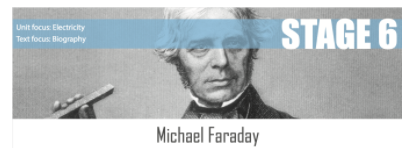 Unit focus: Electricity
Text focus: Biography
STAGE 6
Michael Faraday